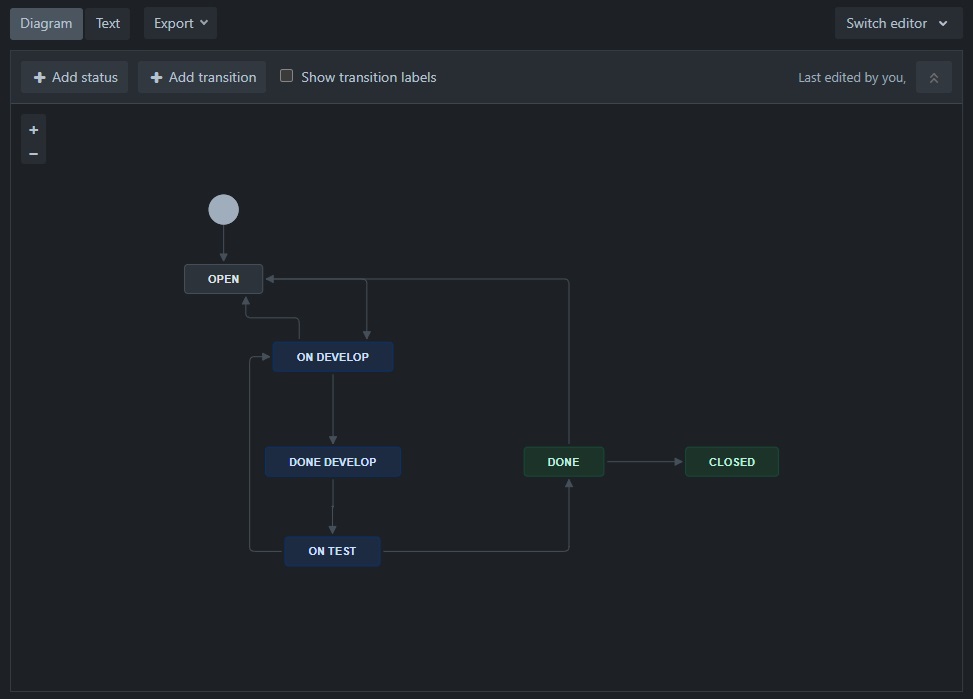 Diagram Text Export Switch editor
+ Add status + Add transition Show transition labels Last edited by you,
+
−
OPEN
ON DEVELOP
DONE DEVELOP DONE CLOSED
ON TEST